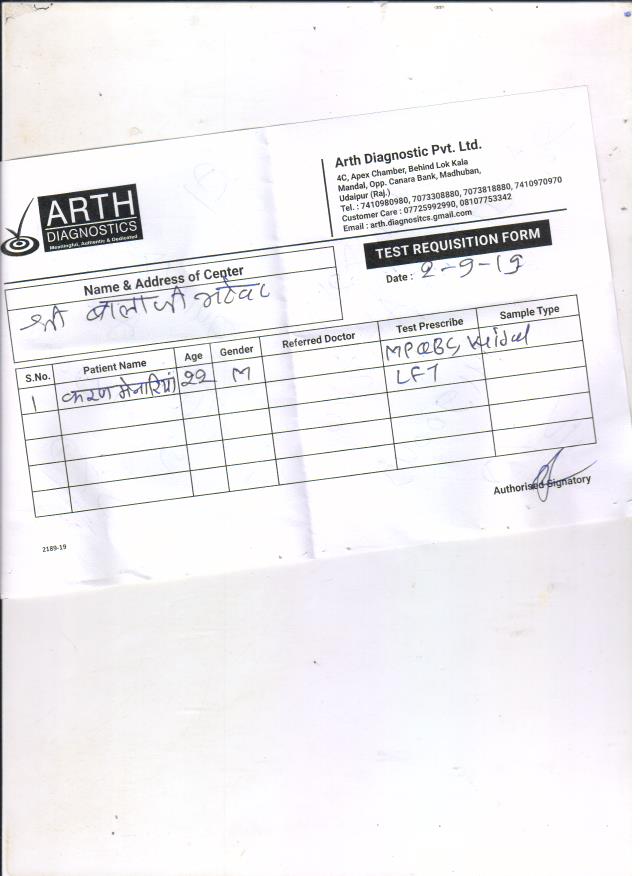 ARTH
DIAGNOSTICS
Meaningful, Authentic & Dedicated
Arth Diagnostic Pvt. Ltd.
4C, Apex Chamber, Behind Lok Kala
Mandal, Opp. Canara Bank, Madhuban,
Udaipur (Raj.)
Tel. : 7410980980, 7073308880, 7073818880, 7410970970
Customer Care : 07725992990, 08107753342
Email : arth.diagnositcs.gmail.com
TEST REQUISITION FORM
Date : 2-9-19
Name & Address of Center
श्री बालाजी
S.No. Patient Name Age Gender Referred Doctor Test Prescribe Sample Type
1 करण मेनारिया 22 M MPQBC, Widal
LFT
Authorised Signatory
2189-19